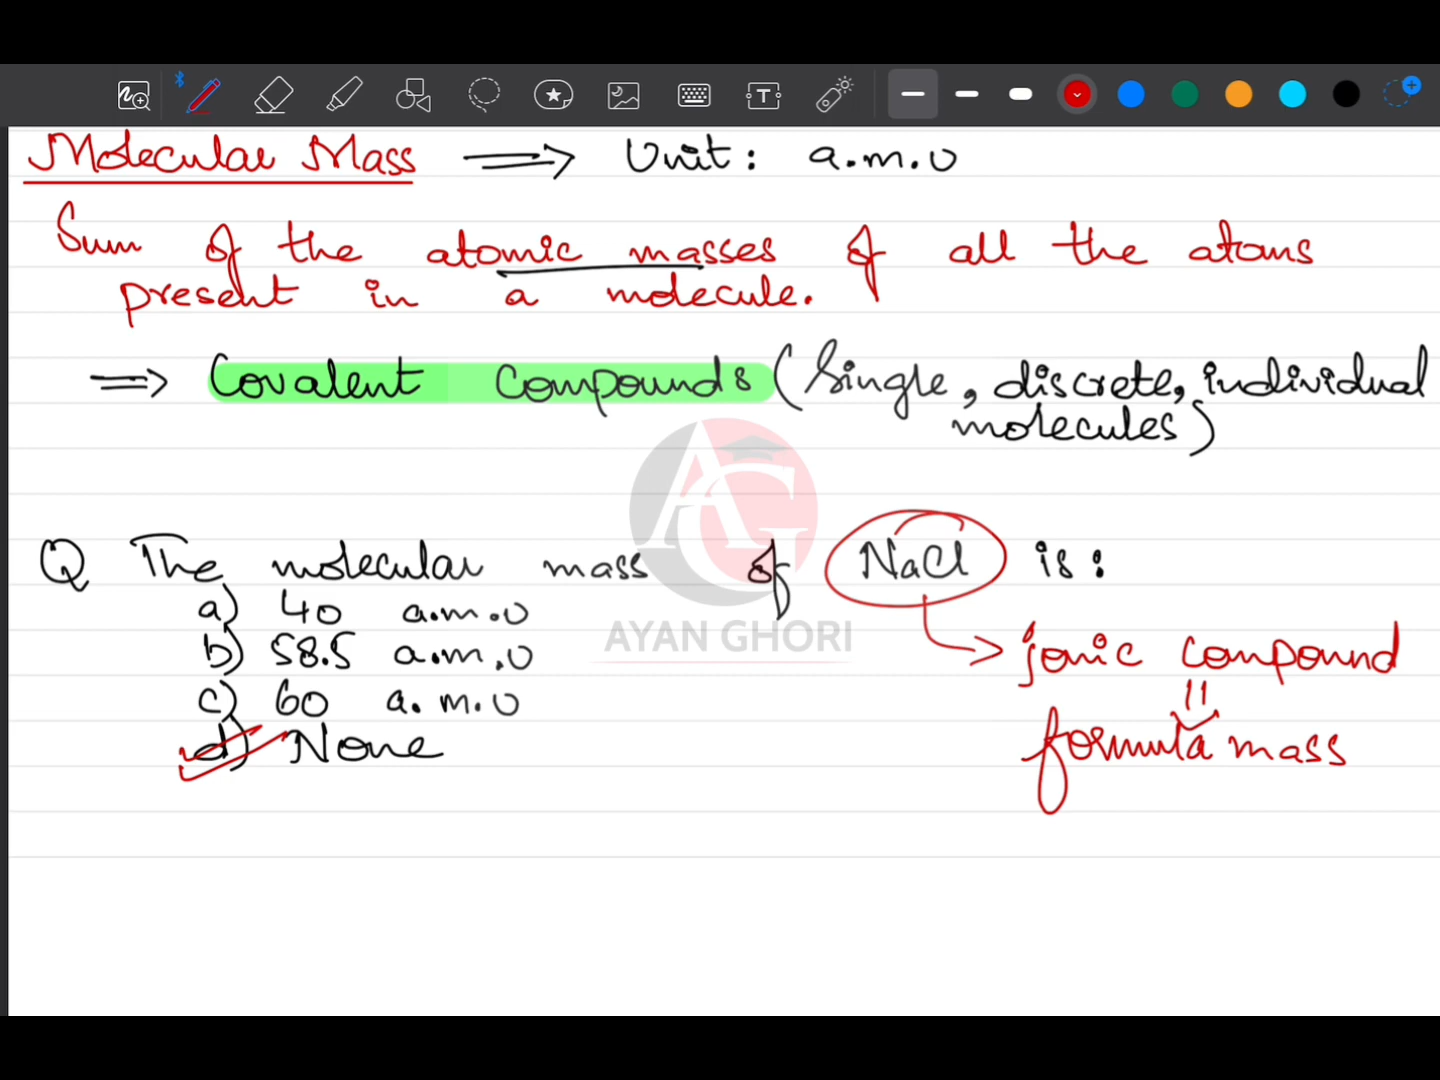 Molecular Mass ⟹ Unit: a.m.u
Sum of the atomic masses of all the atoms
present in a molecule.
⟹ Covalent Compounds (Single, discrete, individual
molecules)
Q The molecular mass of NaCl is:
a) 40 a.m.u
b) 58.5 a.m.u
c) 60 a.m.u
d) None
ionic compound
formula mass
AG
AYAN GHORI
T